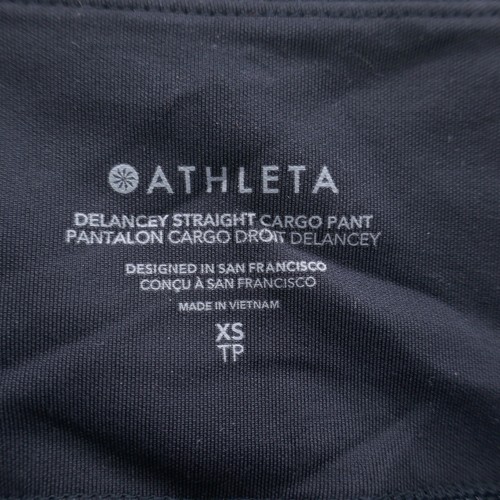 ATHLETA
DELANCEY STRAIGHT CARGO PANT
PANTALON CARGO DROIT DELANCEY
DESIGNED IN SAN FRANCISCO
CONÇU À SAN FRANCISCO
MADE IN VIETNAM
XS
TP